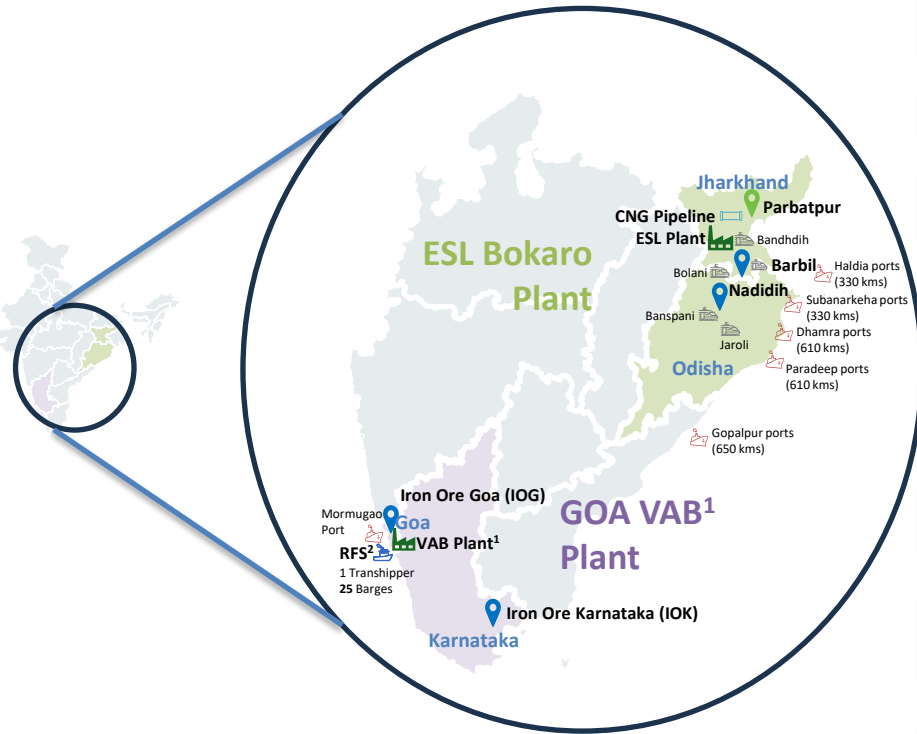 Jharkhand
Parbatpur
CNG Pipeline
ESL Plant
Bandhdih
ESL Bokaro
Plant
Barbil
Bolani
Haldia ports
(330 kms)
Nadidih
Subanarkeha ports
(330 kms)
Banspani
Jaroli
Dhamra ports
(610 kms)
Odisha
Paradeep ports
(610 kms)
Gopalpur ports
(650 kms)
Iron Ore Goa (IOG)
Mormugao
Port
Goa
GOA VAB¹
Plant
VAB Plant¹
RFS²
1 Transhipper
25 Barges
Iron Ore Karnataka (IOK)
Karnataka